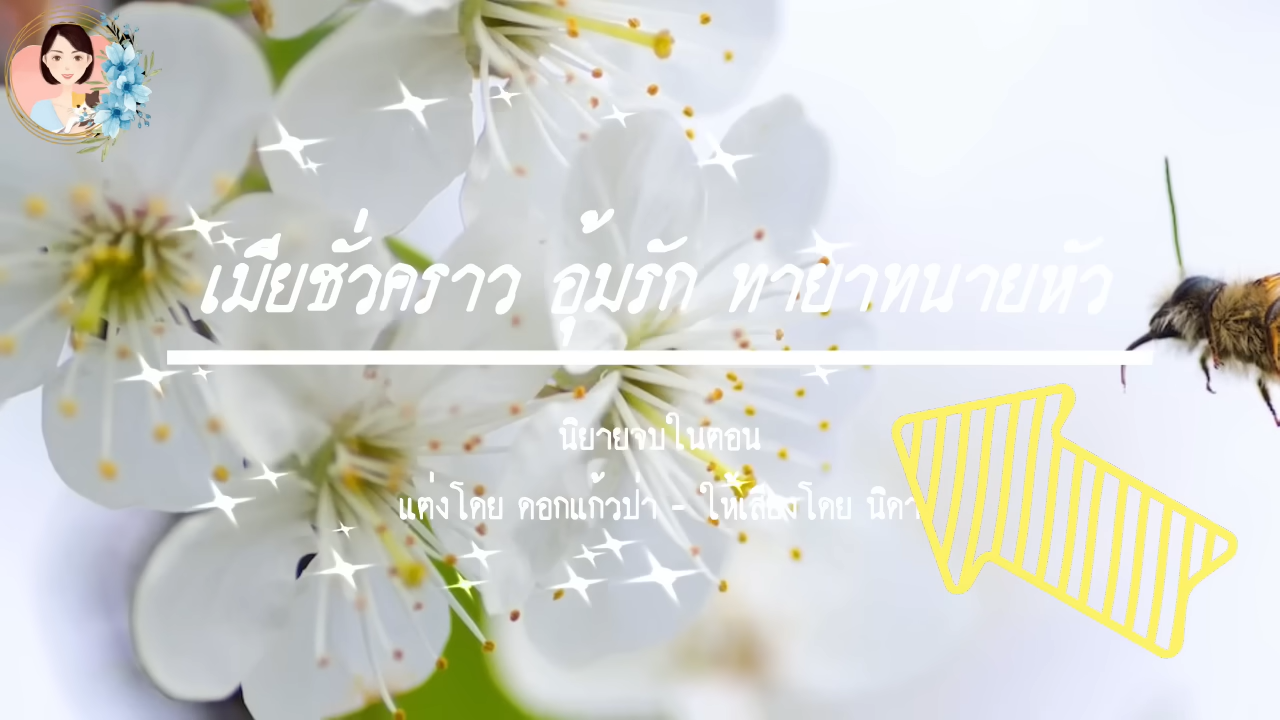 เมียชั่วคราว อุ้มรัก ทายาทนายหัว
นิยายจบในตอน
แต่งโดย ดอกแก้วป่า - ให้เสียงโดย นิดา